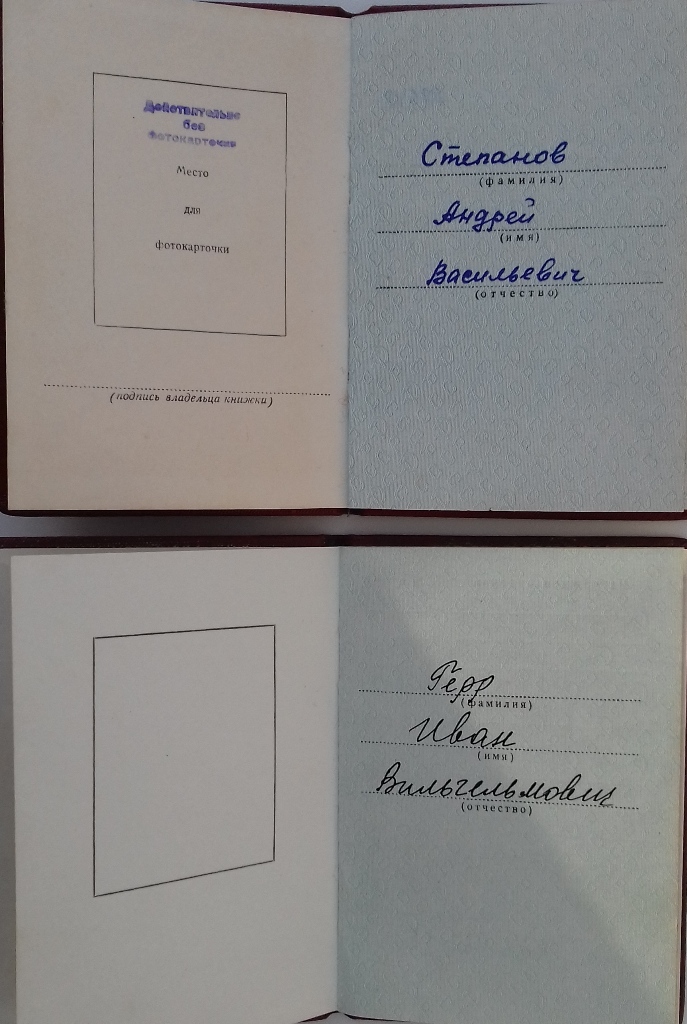 Действительно
без
фотокарточки
Место
для
фотокарточки
(подпись владельца книжки)
Степанов
(фамилия)
Андрей
(имя)
Васильевич
(отчество)
Герр
(фамилия)
Иван
(имя)
Вильгельмович
(отчество)